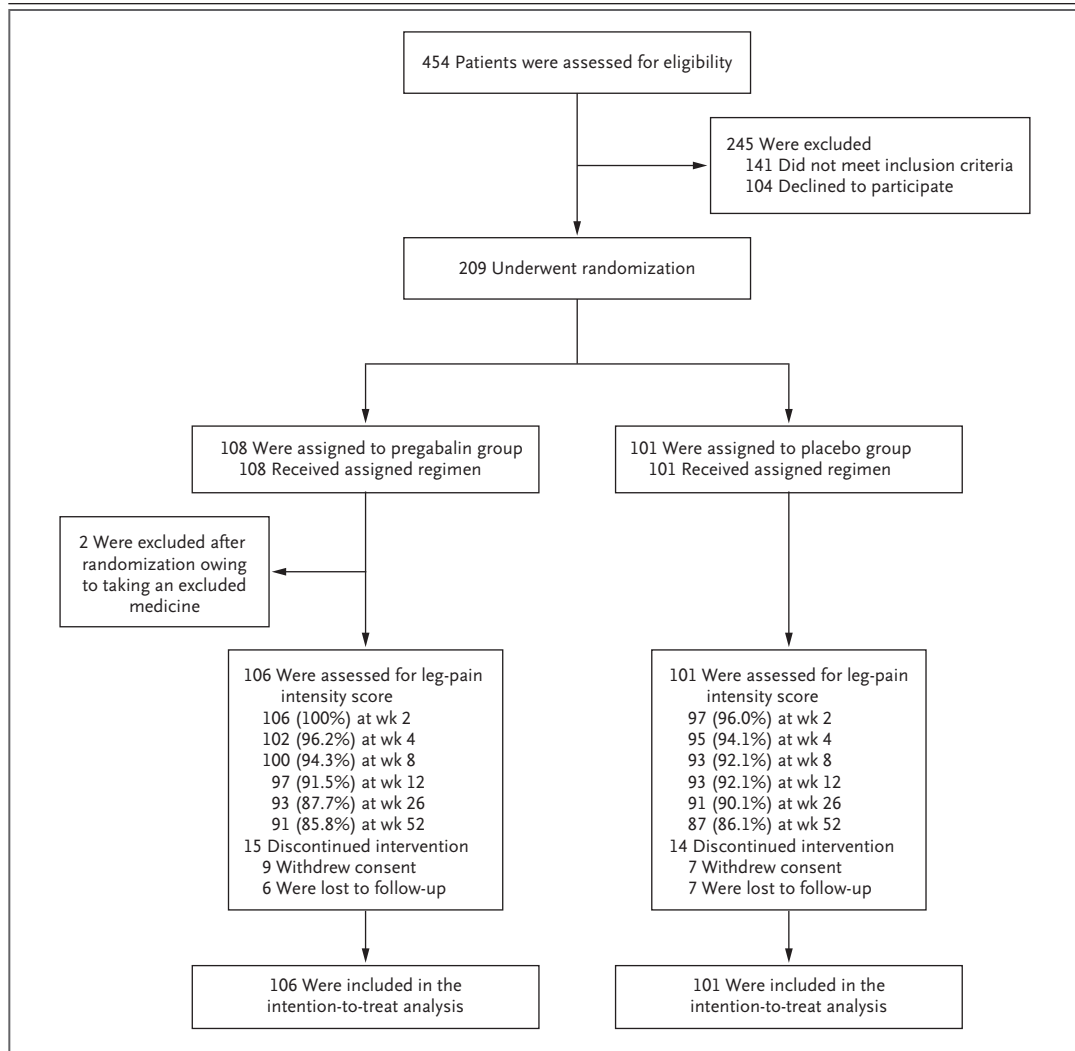 454 Patients were assessed for eligibility
245 Were excluded
141 Did not meet inclusion criteria
104 Declined to participate
209 Underwent randomization
108 Were assigned to pregabalin group
108 Received assigned regimen
101 Were assigned to placebo group
101 Received assigned regimen
2 Were excluded after
randomization owing
to taking an excluded
medicine
106 Were assessed for leg-pain
intensity score
106 (100%) at wk 2
102 (96.2%) at wk 4
100 (94.3%) at wk 8
97 (91.5%) at wk 12
93 (87.7%) at wk 26
91 (85.8%) at wk 52
15 Discontinued intervention
9 Withdrew consent
6 Were lost to follow-up
101 Were assessed for leg-pain
intensity score
97 (96.0%) at wk 2
95 (94.1%) at wk 4
93 (92.1%) at wk 8
93 (92.1%) at wk 12
91 (90.1%) at wk 26
87 (86.1%) at wk 52
14 Discontinued intervention
7 Withdrew consent
7 Were lost to follow-up
106 Were included in the
intention-to-treat analysis
101 Were included in the
intention-to-treat analysis